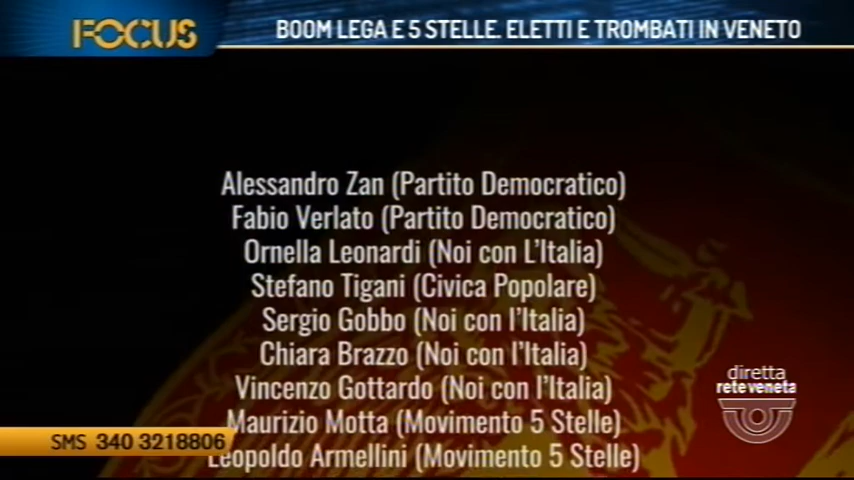 FOCUS
BOOM LEGA E 5 STELLE. ELETTI E TROMBATI IN VENETO
Alessandro Zan (Partito Democratico)
Fabio Verlato (Partito Democratico)
Ornella Leonardi (Noi con L'Italia)
Stefano Tigani (Civica Popolare)
Sergio Gobbo (Noi con l'Italia)
Chiara Brazzo (Noi con l'Italia)
Vincenzo Gottardo (Noi con l'Italia)
Maurizio Motta (Movimento 5 Stelle)
Leopoldo Armellini (Movimento 5 Stelle)
SMS 340 3218806
diretta
reteveneta